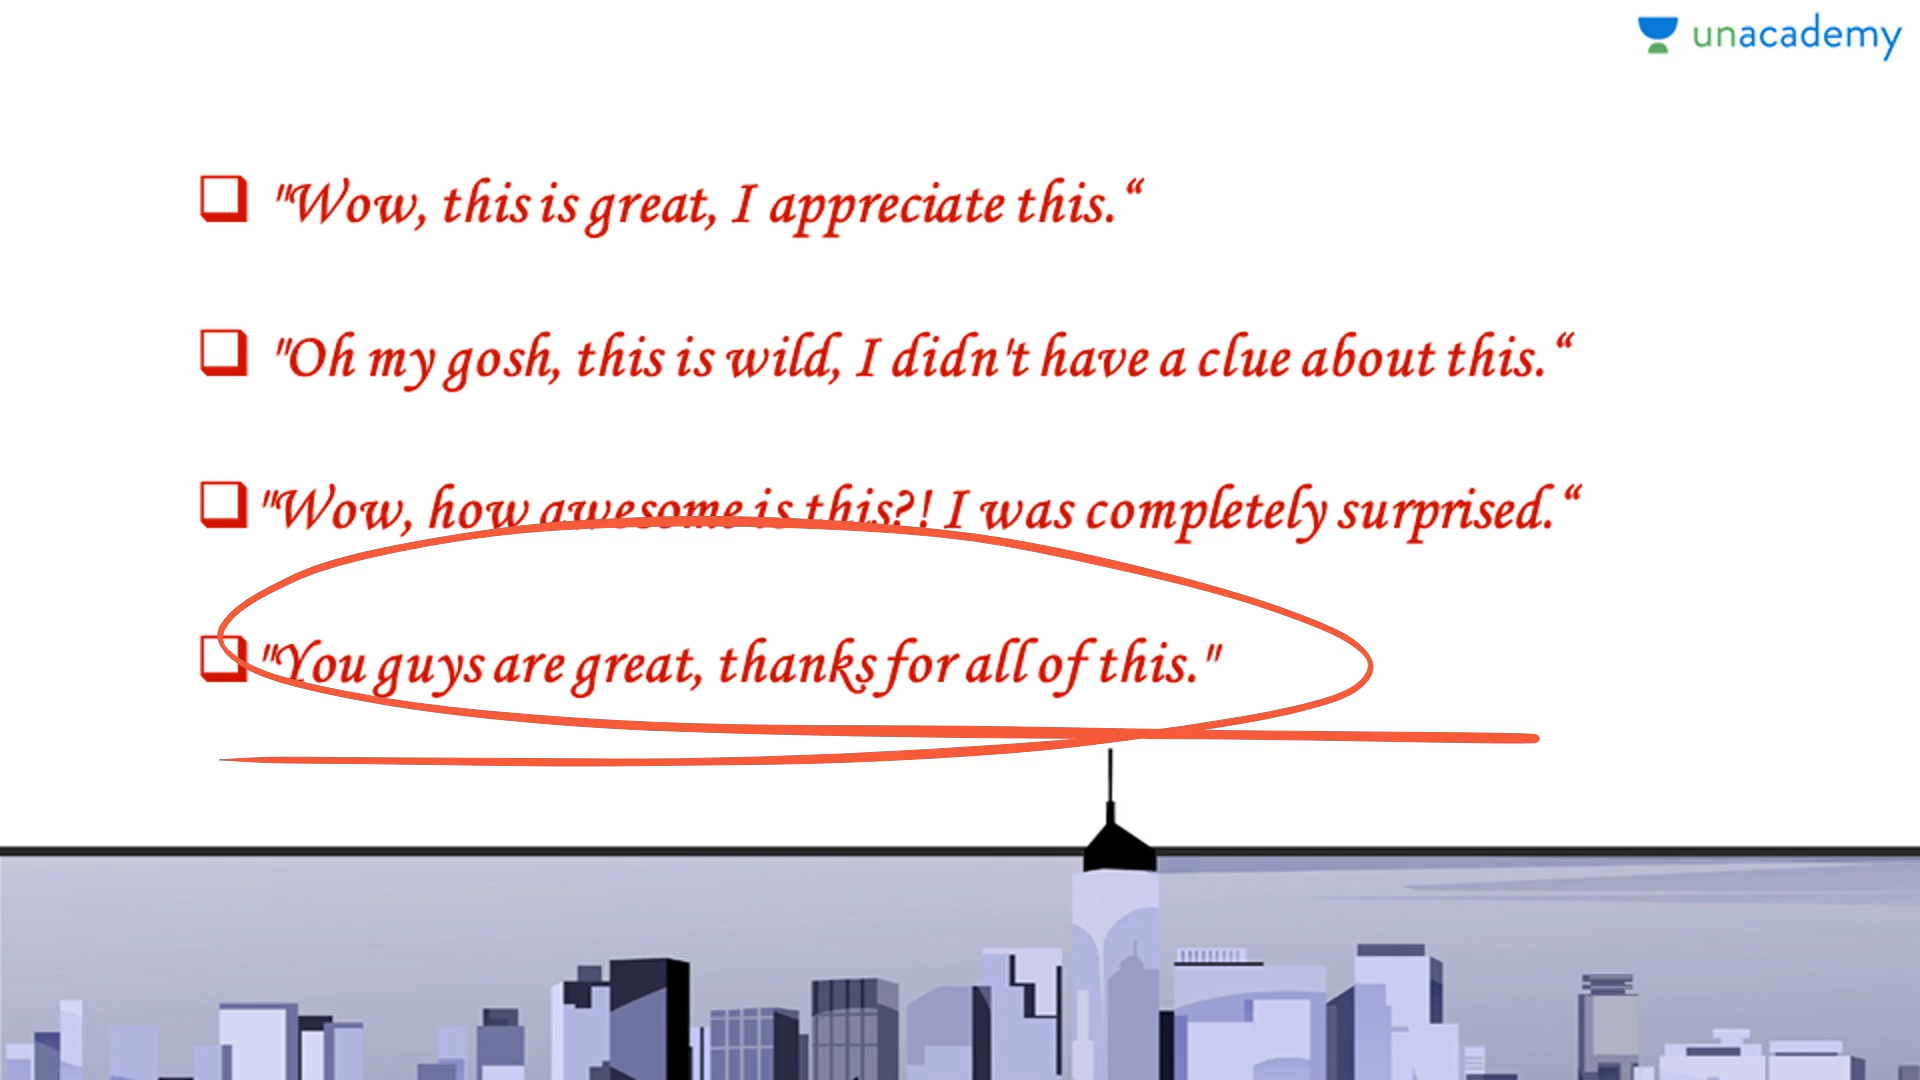 unacademy
"Wow, this is great, I appreciate this.“
"Oh my gosh, this is wild, I didn't have a clue about this.“
"Wow, how awesome is this?! I was completely surprised.“
"You guys are great, thanks for all of this."